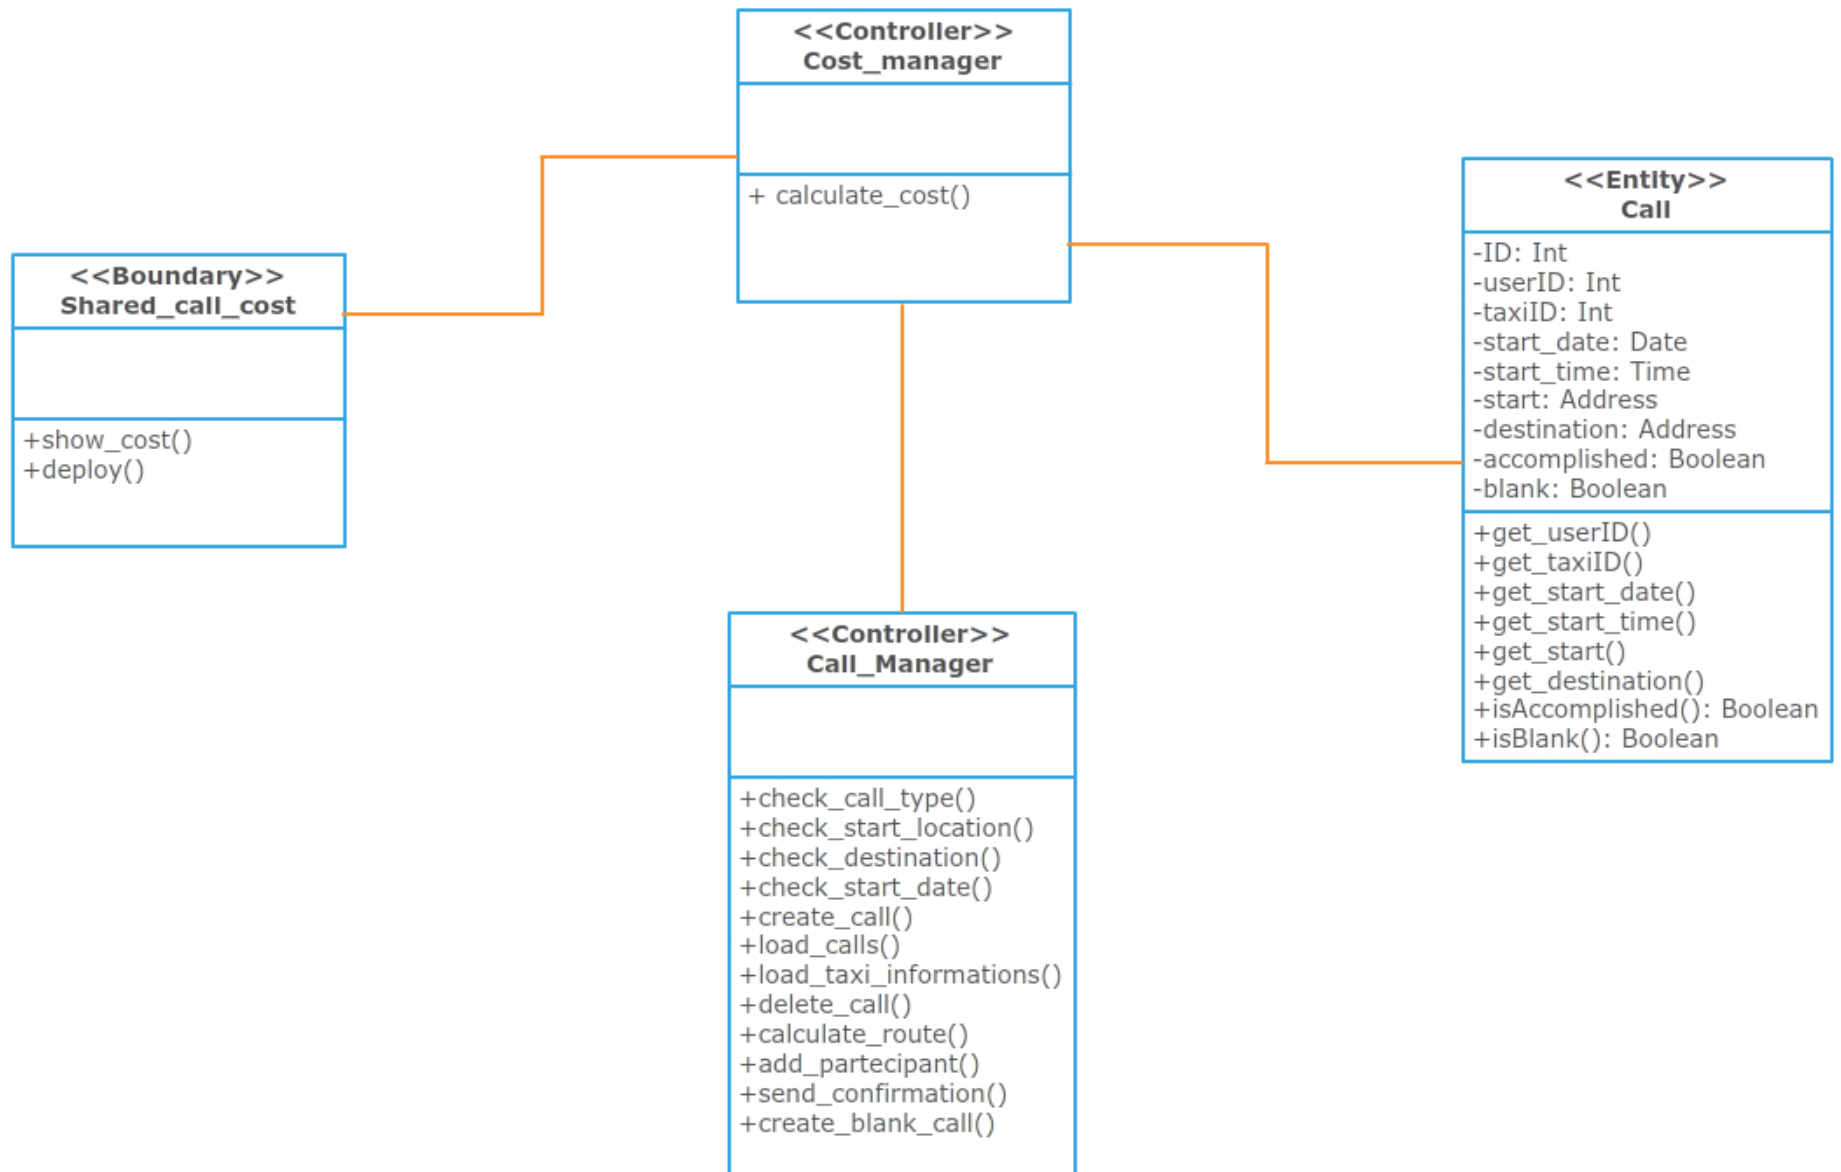 <<Controller>>
Cost_manager
+ calculate_cost()
<<Boundary>>
Shared_call_cost
+show_cost()
+deploy()
<<Entity>>
Call
-ID: Int
-userID: Int
-taxiID: Int
-start_date: Date
-start_time: Time
-start: Address
-destination: Address
-accomplished: Boolean
-blank: Boolean
+get_userID()
+get_taxiID()
+get_start_date()
+get_start_time()
+get_start()
+get_destination()
+isAccomplished(): Boolean
+isBlank(): Boolean
<<Controller>>
Call_Manager
+check_call_type()
+check_start_location()
+check_destination()
+check_start_date()
+create_call()
+load_calls()
+load_taxi_informations()
+delete_call()
+calculate_route()
+add_partecipant()
+send_confirmation()
+create_blank_call()